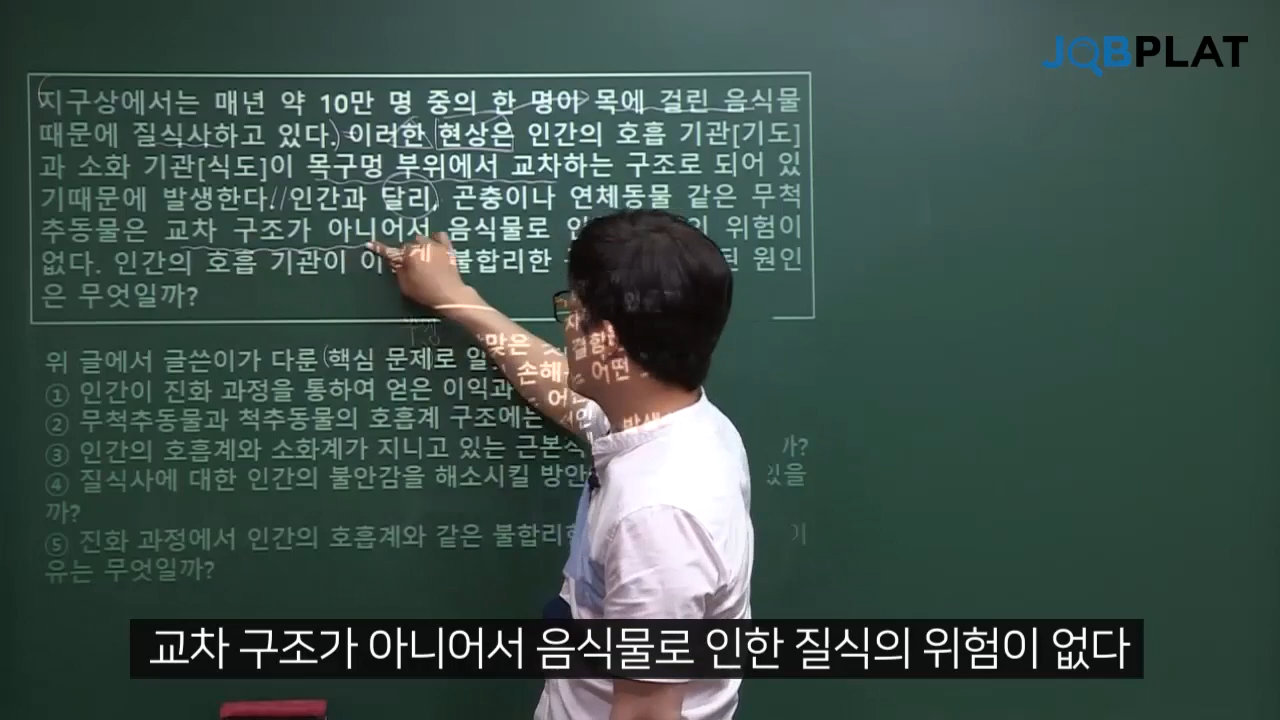 JOBPLAT
지구상에서는 매년 약 10만 명 중의 한 명이 목에 걸린 음식물
때문에 질식사하고 있다. 이러한 현상은 인간의 호흡 기관[기도]
과 소화 기관[식도]이 목구멍 부위에서 교차하는 구조로 되어 있
기때문에 발생한다. 인간과 달리, 곤충이나 연체동물 같은 무척
추동물은 교차 구조가 아니어서 음식물로 위험이
없다. 인간의 호흡 기관이 불합리한 원인
은 무엇일까?
위 글에서 글쓴이가 다룬 핵심 문제로
① 인간이 진화 과정을 통하여 얻은 이익과 손해는 어떤
② 무척추동물과 척추동물의 호흡계 구조에는
③ 인간의 호흡계와 소화계가 지니고 있는 까?
④ 질식사에 대한 인간의 불안감을 해소시킬 있을
까?
⑤ 진화 과정에서 인간의 호흡계와 같은 이
유는 무엇일까?
교차 구조가 아니어서 음식물로 인한 질식의 위험이 없다